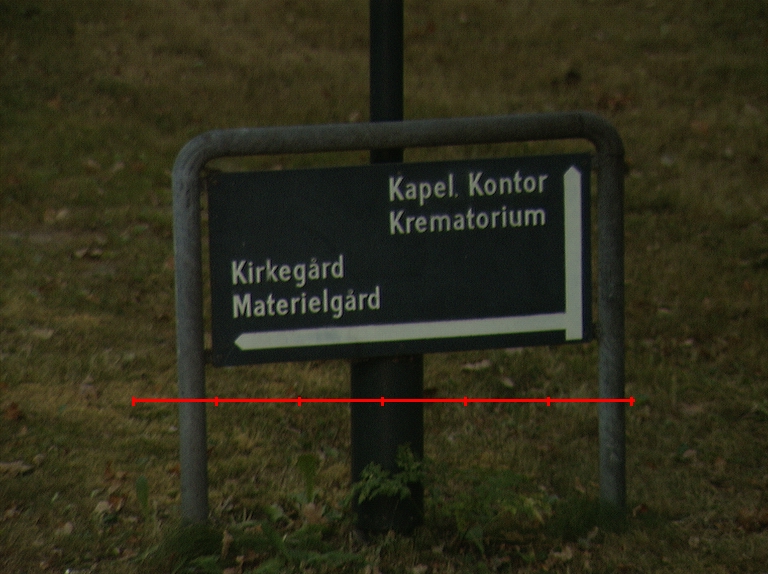 Kapel. Kontor
Krematorium
Kirkegård
Materielgård